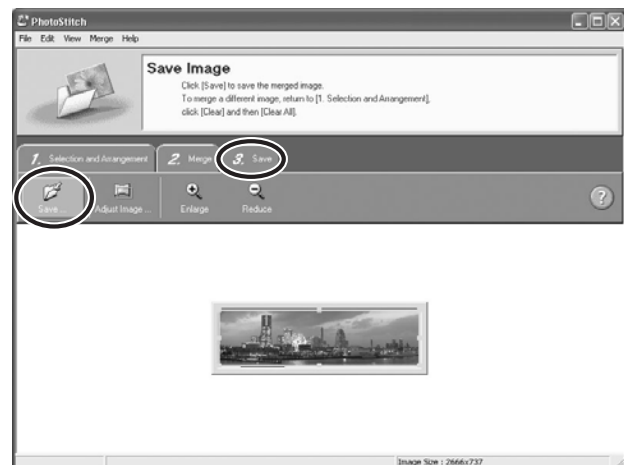 PhotoStitch
File Edit View Merge Help
Save Image
Click [Save] to save the merged image.
To merge a different image, return to [1. Selection and Arrangement],
click [Clear] and then [Clear All].
1. Selection and Arrangement 2. Merge 3. Save
Save ... Adjust Image ... Enlarge Reduce ?
Image Size : 2666x737